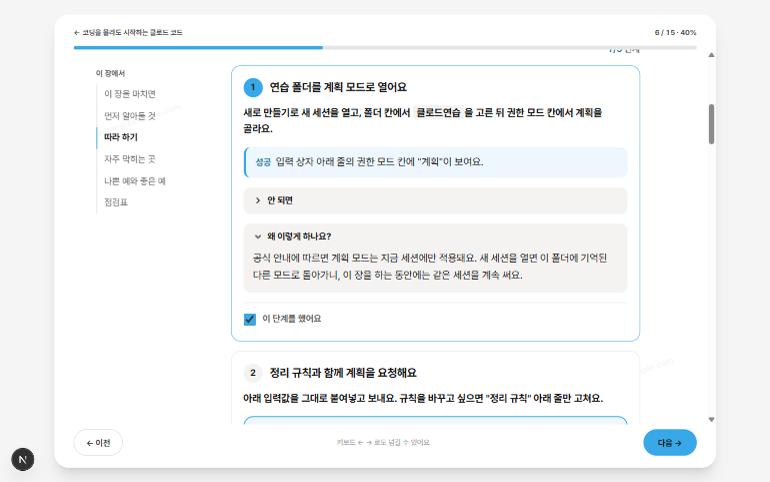 ← 코딩을 몰라도 시작하는 클로드 코드
6 / 15 · 40%
이 장에서
이 장을 마치면
먼저 알아둘 것
따라 하기
자주 막히는 곳
나쁜 예와 좋은 예
점검표
1 연습 폴더를 계획 모드로 열어요
새로 만들기로 새 세션을 열고, 폴더 칸에서 클로드연습 을 고른 뒤 권한 모드 칸에서 계획을
골라요.
성공 입력 상자 아래 줄의 권한 모드 칸에 "계획"이 보여요.
안 되면
왜 이렇게 하나요?
공식 안내에 따르면 계획 모드는 지금 세션에만 적용돼요. 새 세션을 열면 이 폴더에 기억된
다른 모드로 돌아가니, 이 장을 하는 동안에는 같은 세션을 계속 써요.
이 단계를 했어요
2 정리 규칙과 함께 계획을 요청해요
아래 입력값을 그대로 붙여넣고 보내요. 규칙을 바꾸고 싶으면 "정리 규칙" 아래 줄만 고쳐요.
← 이전
키보드 ← → 로도 넘길 수 있어요
다음 →
N